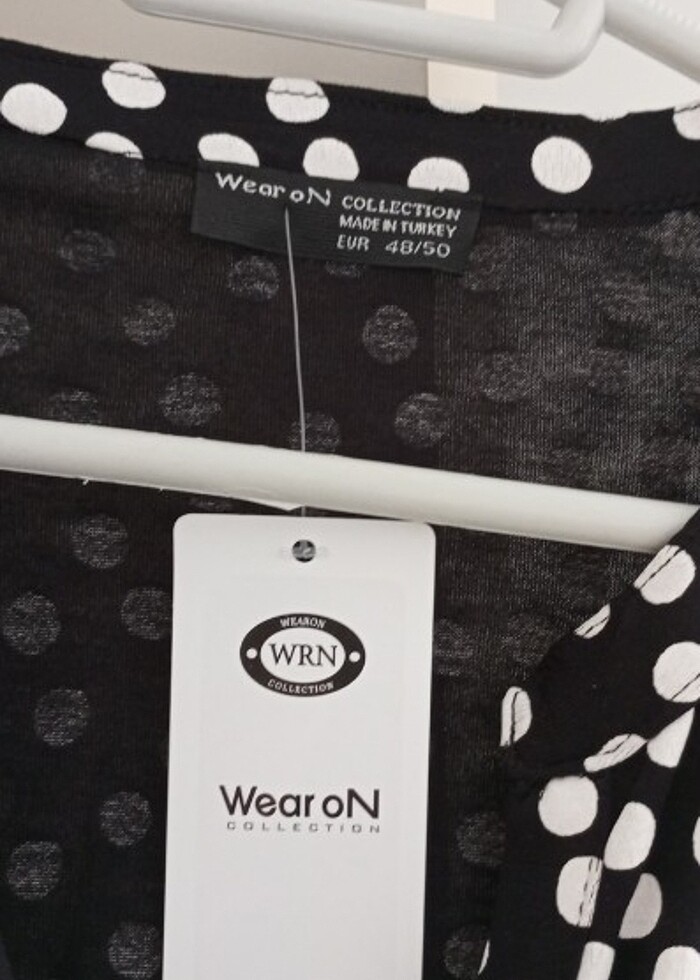 Wear oN COLLECTION
MADE IN TURKEY
EUR 48/50
WEARON
WRN
COLLECTION
Wear oN
COLLECTION